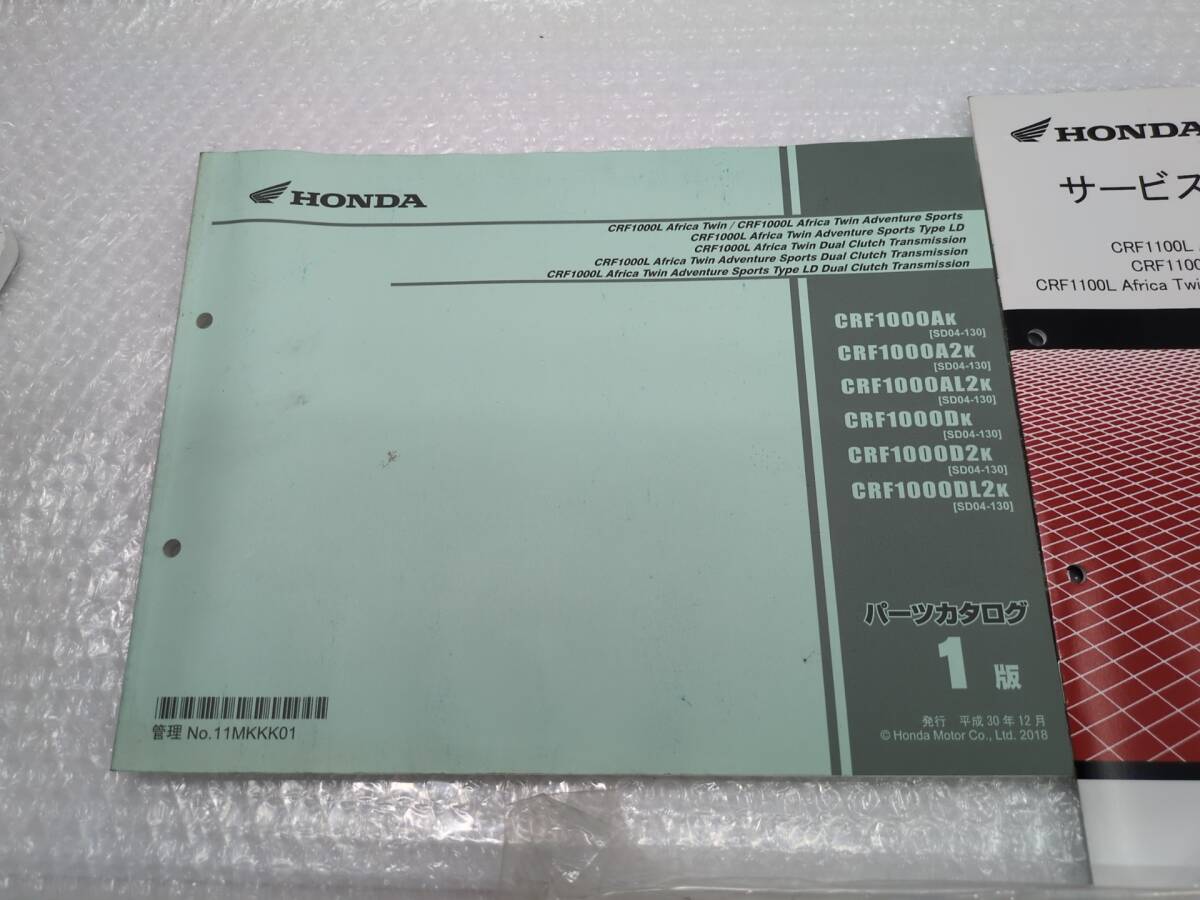 HONDA
CRF1000L Africa Twin / CRF1000L Africa Twin Adventure Sports
CRF1000L Africa Twin Adventure Sports Type LD
CRF1000L Africa Twin Dual Clutch Transmission
CRF1000L Africa Twin Adventure Sports Dual Clutch Transmission
CRF1000L Africa Twin Adventure Sports Type LD Dual Clutch Transmission
CRF1000AK
[SD04-130]
CRF1000A2K
[SD04-130]
CRF1000AL2K
[SD04-130]
CRF1000DK
[SD04-130]
CRF1000D2K
[SD04-130]
CRF1000DL2K
[SD04-130]
パーツカタログ
1 版
発行 平成30年12月
© Honda Motor Co., Ltd. 2018
管理 No.11MKKK01
HONDA
サービス
CRF1100L
CRF1100
CRF1100L Africa Twi